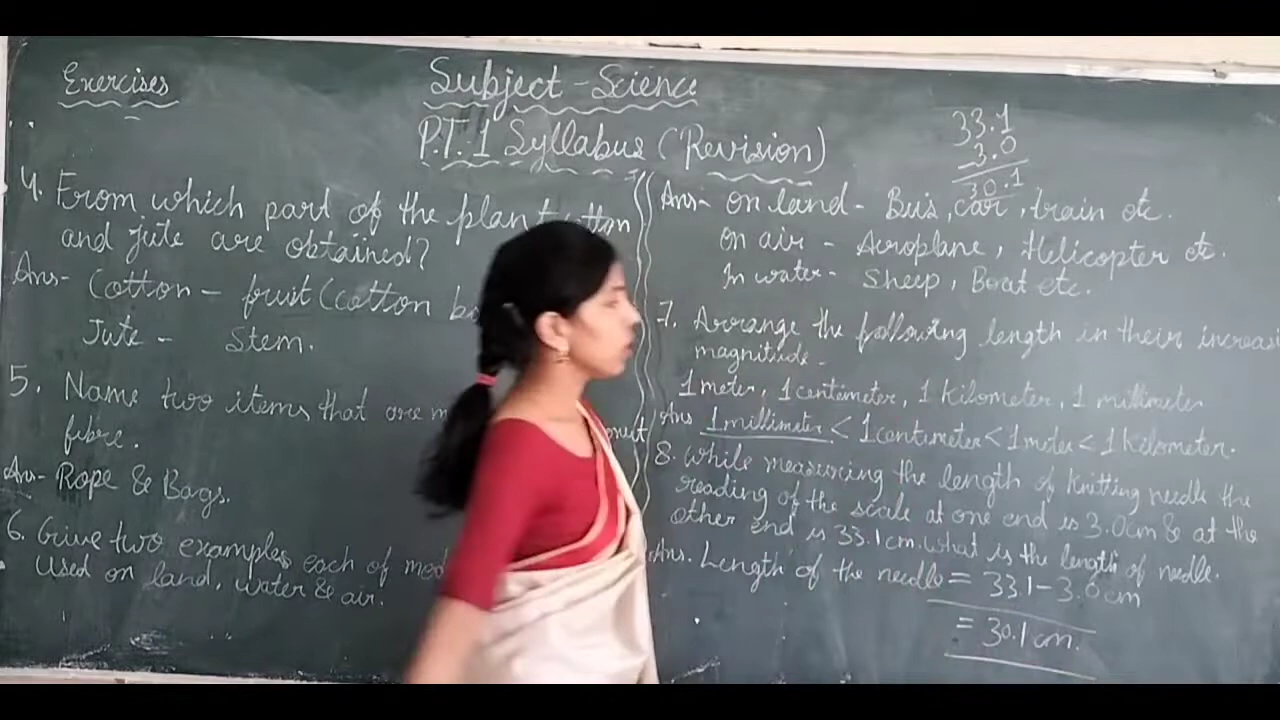 Exercises
Subject - Science
P.T. 1 Syllabus (Revision)
4. From which part of the plant
and jute are obtained?
Ans- Cotton - fruit (cotton
Jute - Stem.
5. Name two items that are
fibre.
Ans- Rope & Bags.
6. Give two examples each of
used on land, water & air.
33.1
3.0
30.1
Ans- on land - Bus, car, train etc.
on air - Aeroplane, Helicopter etc.
In water - Sheep, Boat etc.
7. Arrange the following length in their
magnitude -
1 meter, 1 centimeter, 1 kilometer, 1 millimeter
Ans 1 millimeter < 1 centimeter < 1 meter < 1 kilometer.
8. While measuring the length of knitting needle the
reading of the scale at one end is 3.0cm & at the
other end is 33.1cm. what is the length of needle.
Ans. Length of the needle = 33.1 - 3.0 cm
= 30.1 cm.